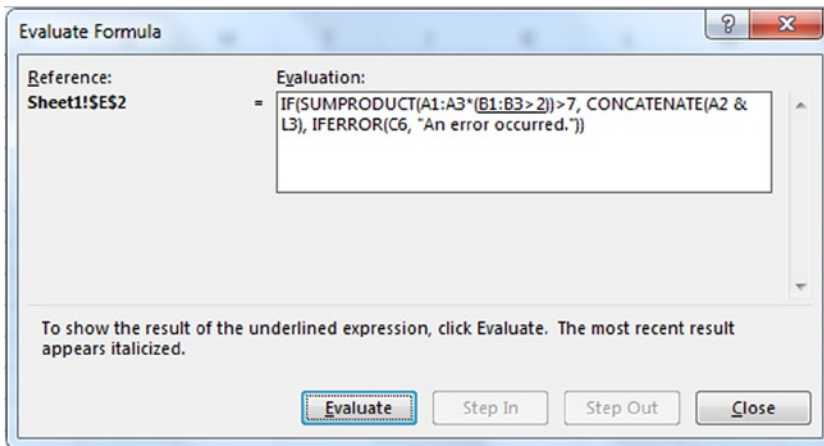 Evaluate Formula
Reference:
Evaluation:
Sheet1!$E$2
=
IF(SUMPRODUCT(A1:A3*(B1:B3>2))>7, CONCATENATE(A2 &
L3), IFERROR(C6, "An error occurred."))
To show the result of the underlined expression, click Evaluate. The most recent result
appears italicized.
Evaluate
Step In
Step Out
Close